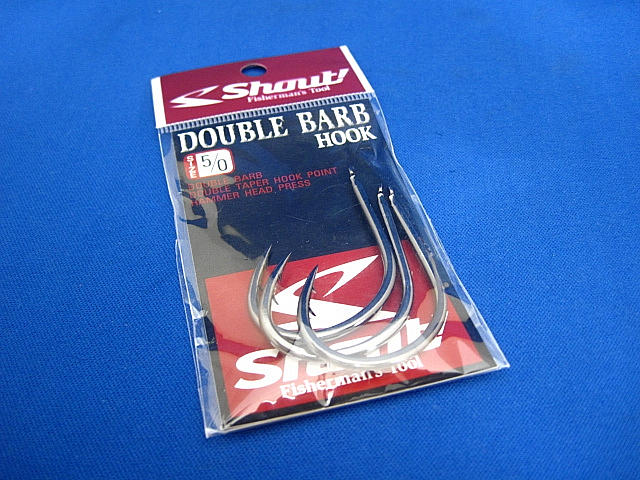 Shout!
Fisherman's Tool
DOUBLE BARB
HOOK
SIZE 5/0
DOUBLE BARB
DOUBLE TAPER HOOK POINT
HAMMER HEAD PRESS
Shout!
Fisherman's Tool